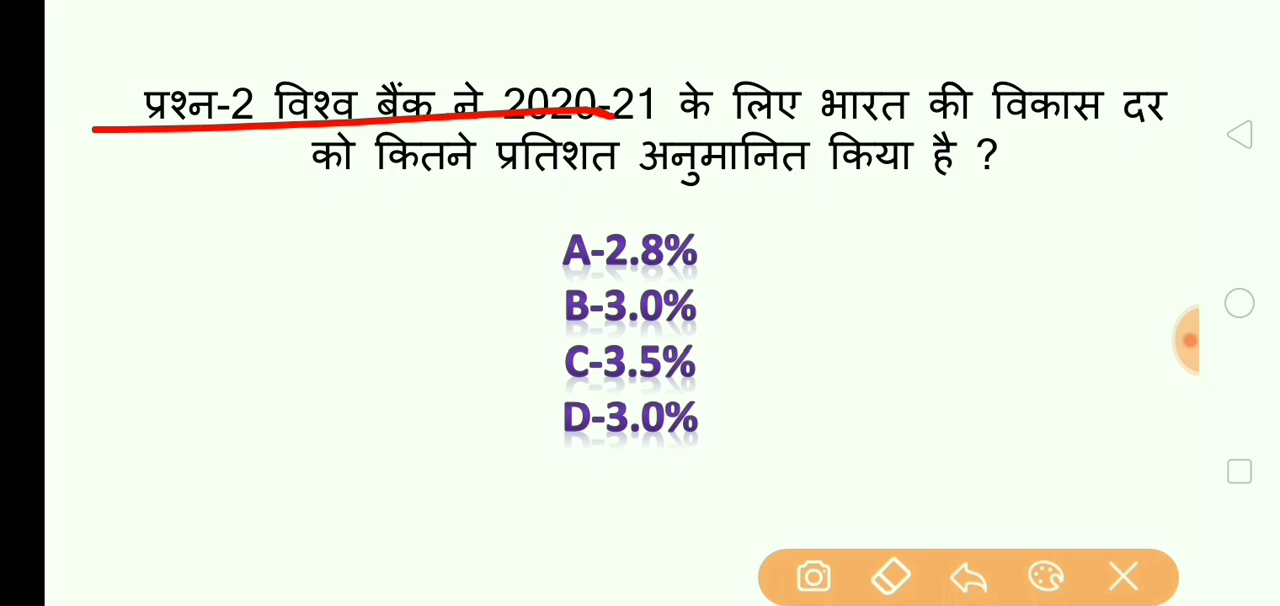 प्रश्न-2 विश्व बैंक ने 2020-21 के लिए भारत की विकास दर
को कितने प्रतिशत अनुमानित किया है ?
A-2.8%
B-3.0%
C-3.5%
D-3.0%